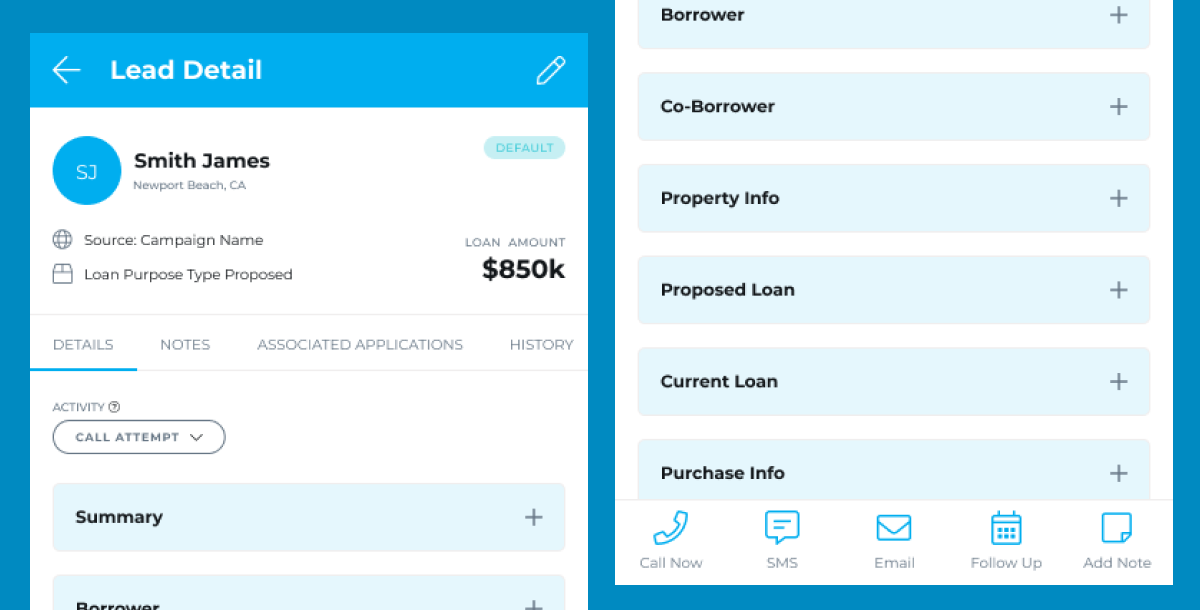 Lead Detail
SJ
Smith James
Newport Beach, CA
DEFAULT
Source: Campaign Name
Loan Purpose Type Proposed
LOAN AMOUNT
$850k
DETAILS NOTES ASSOCIATED APPLICATIONS HISTORY
ACTIVITY ?
CALL ATTEMPT
Summary +
Borrower +
Borrower +
Co-Borrower +
Property Info +
Proposed Loan +
Current Loan +
Purchase Info +
Call Now SMS Email Follow Up Add Note